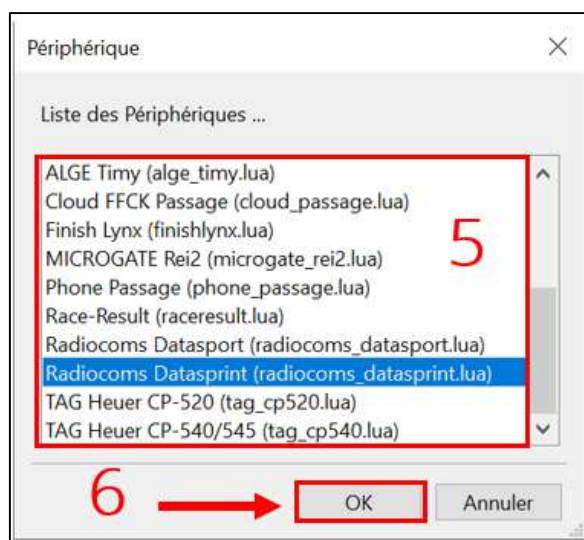 Périphérique
Liste des Périphériques ...
ALGE Timy (alge_timy.lua)
Cloud FFCK Passage (cloud_passage.lua)
Finish Lynx (finishlynx.lua)
MICROGATE Rei2 (microgate_rei2.lua)
Phone Passage (phone_passage.lua)
Race-Result (raceresult.lua)
Radiocoms Datasport (radiocoms_datasport.lua)
Radiocoms Datasprint (radiocoms_datasprint.lua)
TAG Heuer CP-520 (tag_cp520.lua)
TAG Heuer CP-540/545 (tag_cp540.lua)
5
6
OK
Annuler